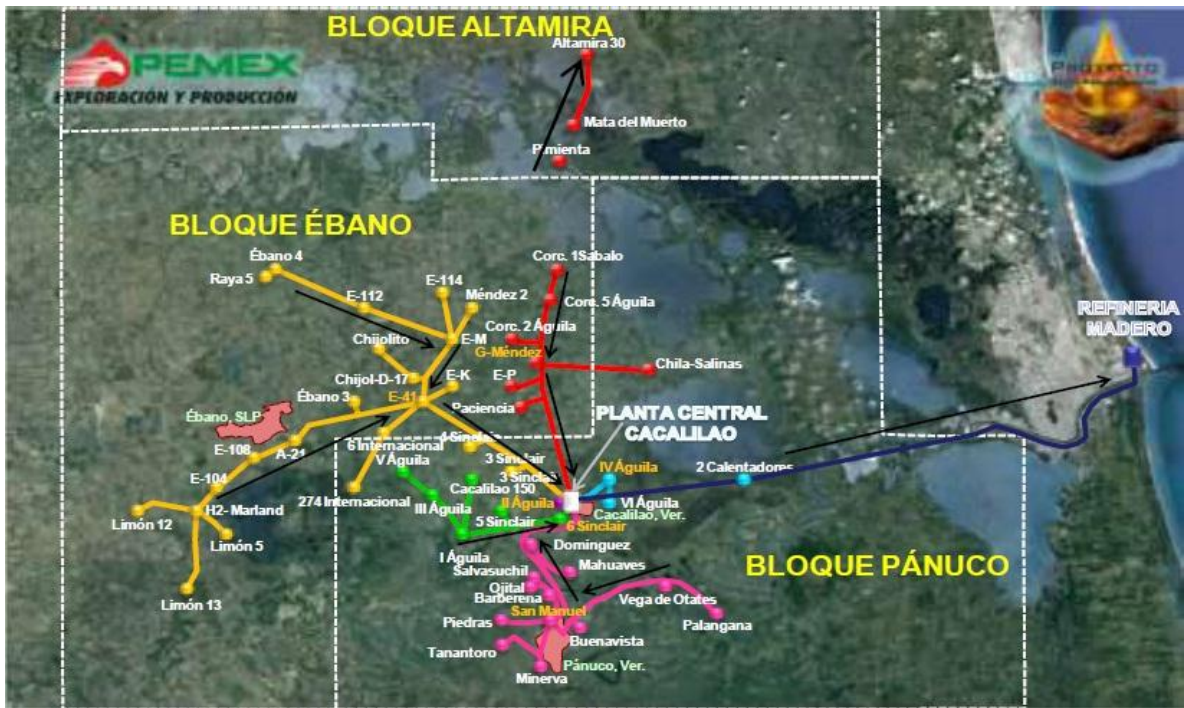 BLOQUE ALTAMIRA
Altamira 30
PEMEX
EXPLORACIÓN Y PRODUCCIÓN
PROYECTO
Mata del Muerto
Pimienta
BLOQUE ÉBANO
Ébano 4
Raya 5
E-114
Méndez 2
E-112
Corc. 1Sabalo
Corc. 5 Águila
Corc. 2 Águila
REFINERIA
MADERO
E-M
Chijolito
G-Méndez
Chila-Salinas
E-K
E-P
Chijol-D-17
Ébano 3
E-41
Paciencia
PLANTA CENTRAL
CACALILAO
Ébano, SLP
E-108
A-21
6 Internacional
4 Sinclair
3 Sinclair
3 Sinclair
V Águila
IV Águila
2 Calentadores
E-104
Cacalilao 150
274 Internacional
III Águila
II Águila
VI Águila
Limón 12
H2- Marland
5 Sinclair
Cacalilao, Ver.
6 Sinclair
Limón 5
I Águila
Dominguez
Salvasuchil
Mahuaves
BLOQUE PÁNUCO
Ojital
Barberena
Limón 13
San Manuel
Vega de Otates
Piedras
Palangana
Buenavista
Tanantoro
Pánuco, Ver.
Minerva